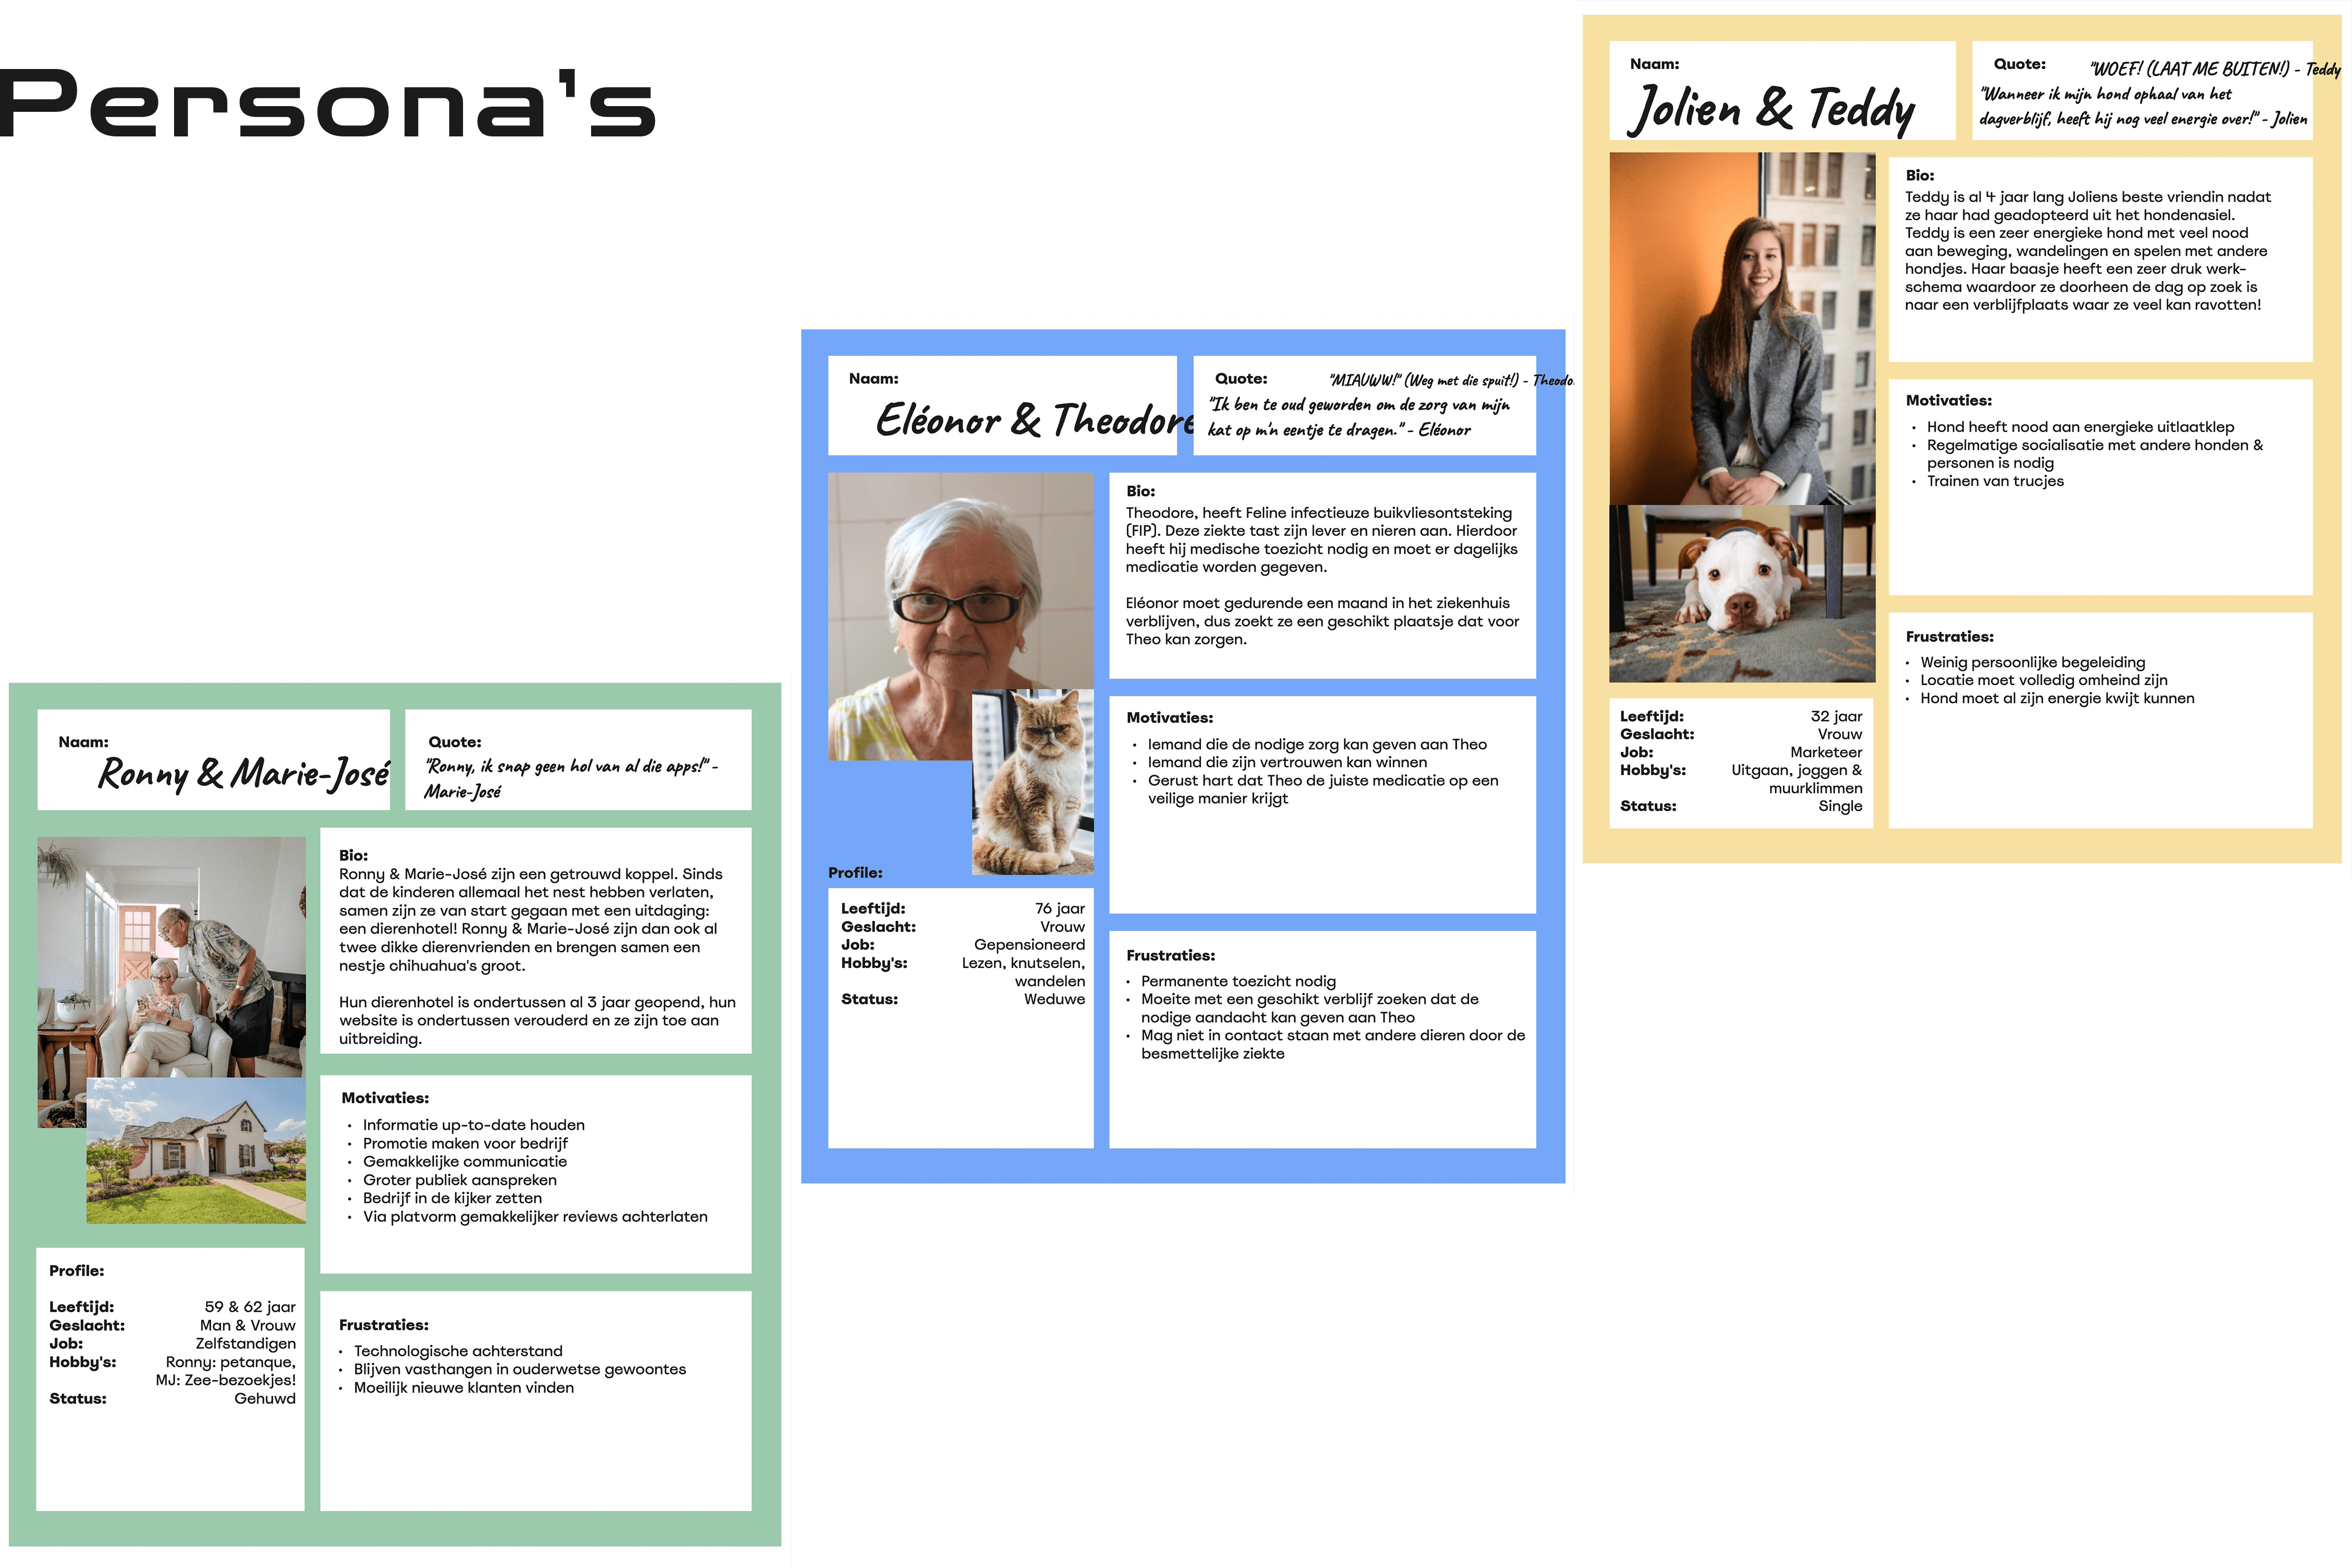 Persona's
Naam:
Ronny & Marie-José
Quote:
"Ronny, ik snap geen hol van al die apps!" -
Marie-José
Bio:
Ronny & Marie-José zijn een getrouwd koppel. Sinds
dat de kinderen allemaal het nest hebben verlaten,
samen zijn ze van start gegaan met een uitdaging:
een dierenhotel! Ronny & Marie-José zijn dan ook al
twee dikke dierenvrienden en brengen samen een
nestje chihuahua's groot.
Hun dierenhotel is ondertussen al 3 jaar geopend, hun
website is ondertussen verouderd en ze zijn toe aan
uitbreiding.
Motivaties:
• Informatie up-to-date houden
• Promotie maken voor bedrijf
• Gemakkelijke communicatie
• Groter publiek aanspreken
• Bedrijf in de kijker zetten
• Via platvorm gemakkelijker reviews achterlaten
Profile:
Leeftijd: 59 & 62 jaar
Geslacht: Man & Vrouw
Job: Zelfstandigen
Hobby's: Ronny: petanque,
MJ: Zee-bezoekjes!
Status: Gehuwd
Frustraties:
• Technologische achterstand
• Blijven vasthangen in ouderwetse gewoontes
• Moeilijk nieuwe klanten vinden
Naam:
Eléonor & Theodore
Quote: "MIAUWW!" (Weg met die spuit!) - Theodo
"Ik ben te oud geworden om de zorg van mijn
kat op m'n eentje te dragen." - Eléonor
Bio:
Theodore, heeft Feline infectieuze buikvliesontsteking
(FIP). Deze ziekte tast zijn lever en nieren aan. Hierdoor
heeft hij medische toezicht nodig en moet er dagelijks
medicatie worden gegeven.
Eléonor moet gedurende een maand in het ziekenhuis
verblijven, dus zoekt ze een geschikt plaatsje dat voor
Theo kan zorgen.
Motivaties:
• Iemand die de nodige zorg kan geven aan Theo
• Iemand die zijn vertrouwen kan winnen
• Gerust hart dat Theo de juiste medicatie op een
veilige manier krijgt
Profile:
Leeftijd: 76 jaar
Geslacht: Vrouw
Job: Gepensioneerd
Hobby's: Lezen, knutselen,
wandelen
Status: Weduwe
Frustraties:
• Permanente toezicht nodig
• Moeite met een geschikt verblijf zoeken dat de
nodige aandacht kan geven aan Theo
• Mag niet in contact staan met andere dieren door de
besmettelijke ziekte
Naam:
Jolien & Teddy
Quote: "WOEF! (LAAT ME BUITEN!) - Teddy
"Wanneer ik mijn hond ophaal van het
dagverblijf, heeft hij nog veel energie over!" - Jolien
Bio:
Teddy is al 4 jaar lang Joliens beste vriendin nadat
ze haar had geadopteerd uit het hondenasiel.
Teddy is een zeer energieke hond met veel nood
aan beweging, wandelingen en spelen met andere
hondjes. Haar baasje heeft een zeer druk werk-
schema waardoor ze doorheen de dag op zoek is
naar een verblijfplaats waar ze veel kan ravotten!
Motivaties:
• Hond heeft nood aan energieke uitlaatklep
• Regelmatige socialisatie met andere honden &
personen is nodig
• Trainen van trucjes
Frustraties:
• Weinig persoonlijke begeleiding
• Locatie moet volledig omheind zijn
• Hond moet al zijn energie kwijt kunnen
Leeftijd: 32 jaar
Geslacht: Vrouw
Job: Marketeer
Hobby's: Uitgaan, joggen &
muurklimmen
Status: Single